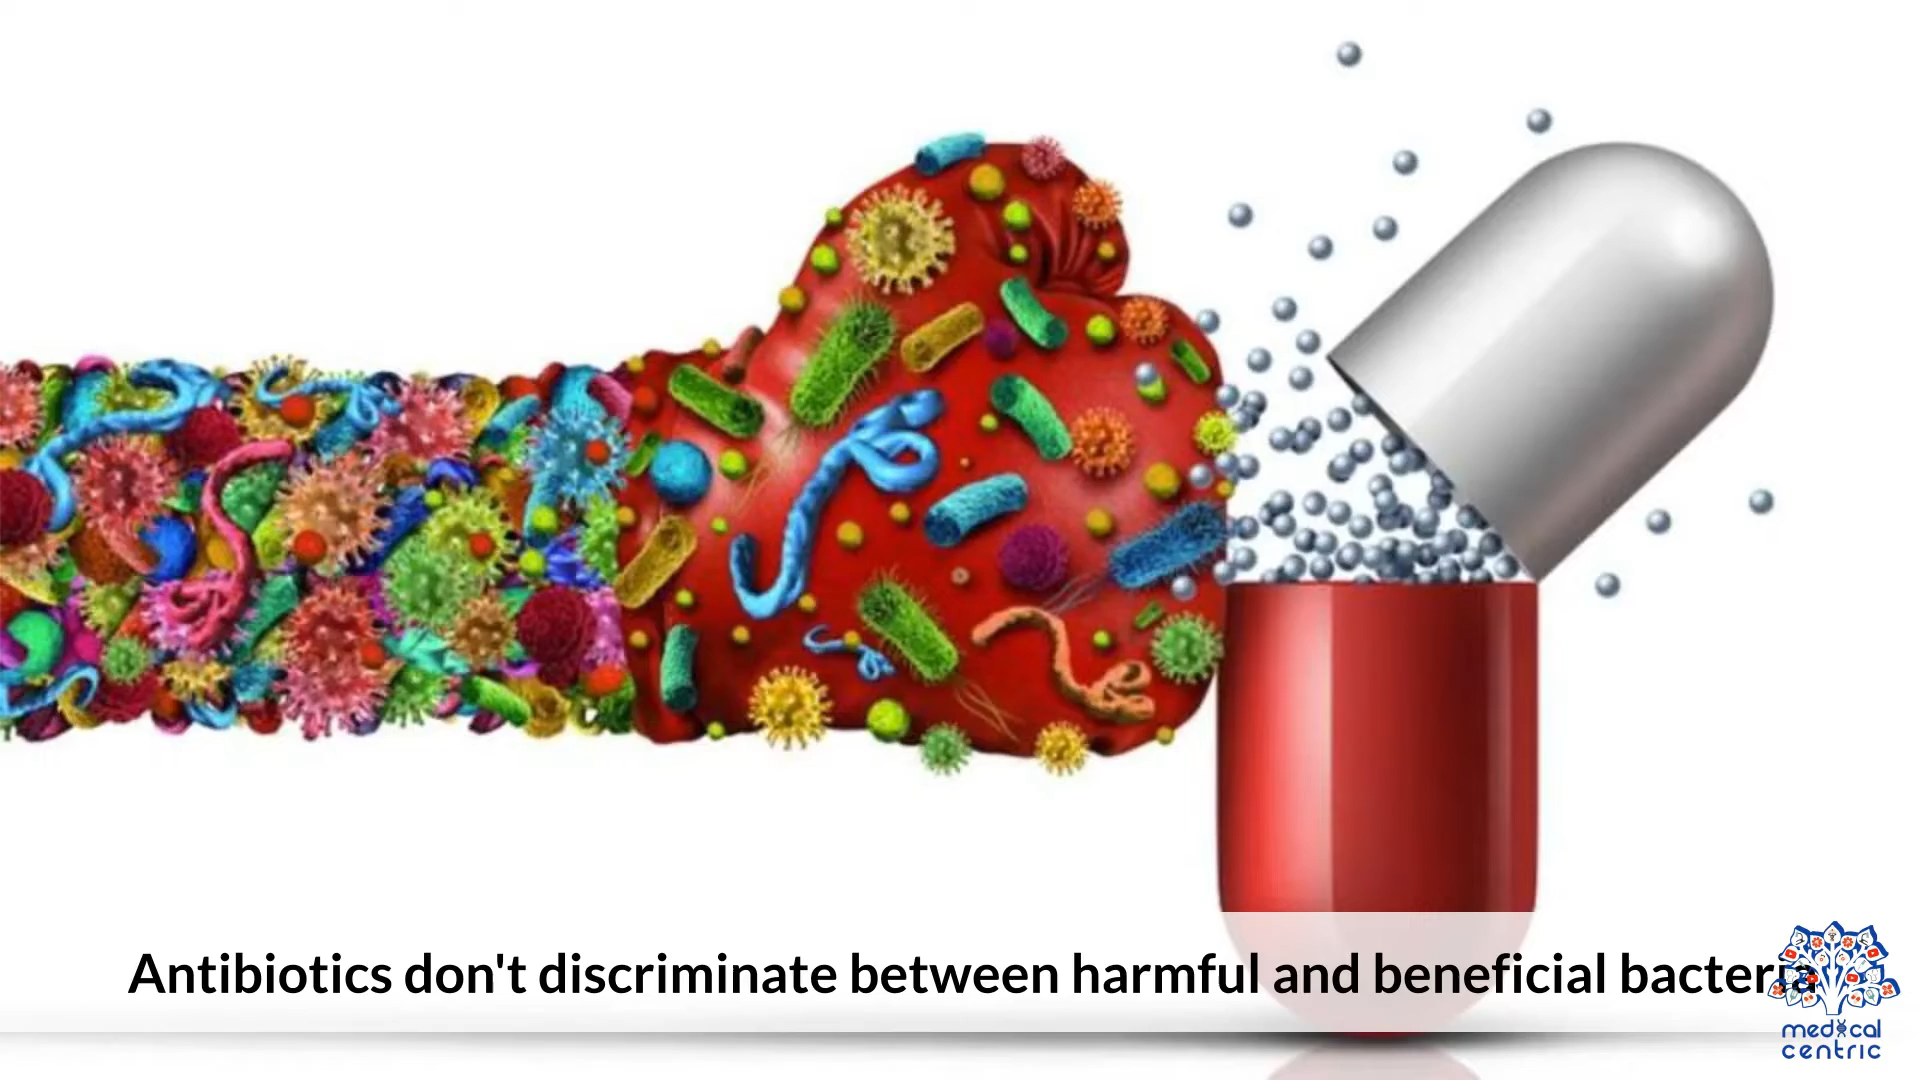 Antibiotics don't discriminate between harmful and beneficial bacteria
medical
centric